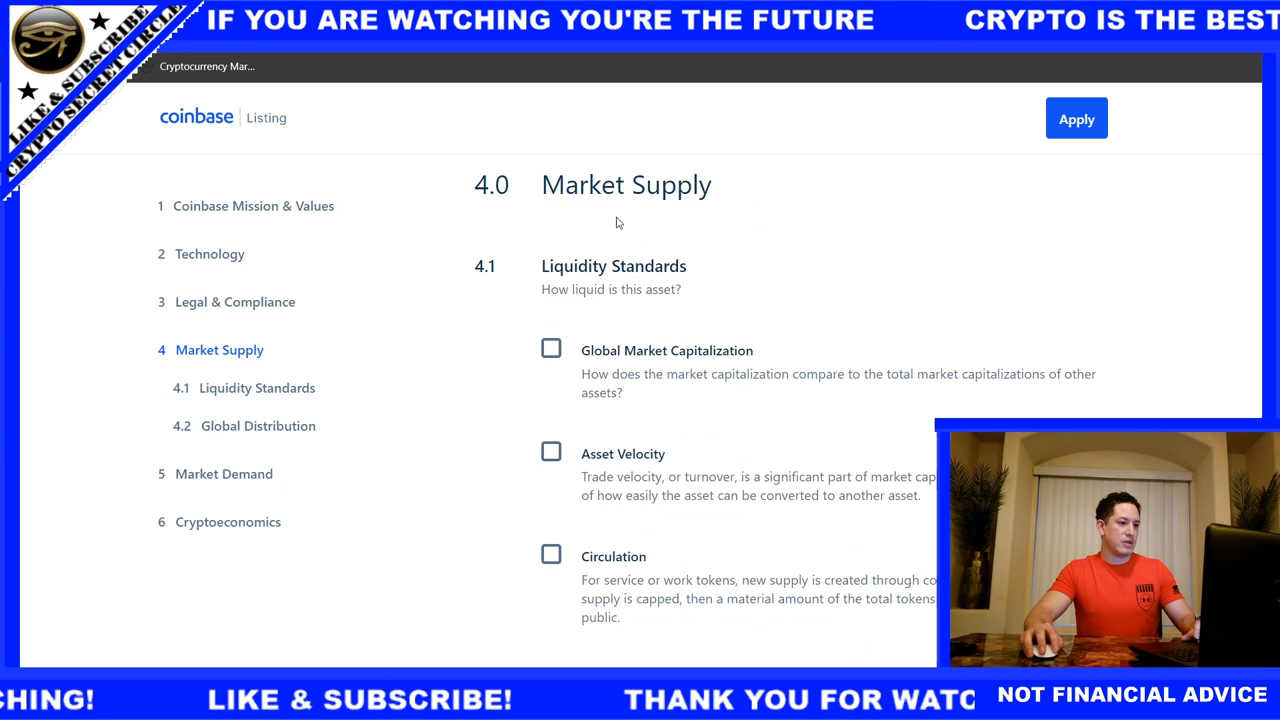 IF YOU ARE WATCHING YOU'RE THE FUTURE
CRYPTO IS THE BEST
LIKE & SUBSCRIBE
CRYPTO SECRET CIRCLE
Cryptocurrency Mar...
coinbase | Listing
Apply
1 Coinbase Mission & Values
2 Technology
3 Legal & Compliance
4 Market Supply
4.1 Liquidity Standards
4.2 Global Distribution
5 Market Demand
6 Cryptoeconomics
4.0 Market Supply
4.1 Liquidity Standards
How liquid is this asset?
Global Market Capitalization
How does the market capitalization compare to the total market capitalizations of other
assets?
Asset Velocity
Trade velocity, or turnover, is a significant part of market cap
of how easily the asset can be converted to another asset.
Circulation
For service or work tokens, new supply is created through co
supply is capped, then a material amount of the total tokens
public.
CHING!
LIKE & SUBSCRIBE!
THANK YOU FOR WATC
NOT FINANCIAL ADVICE